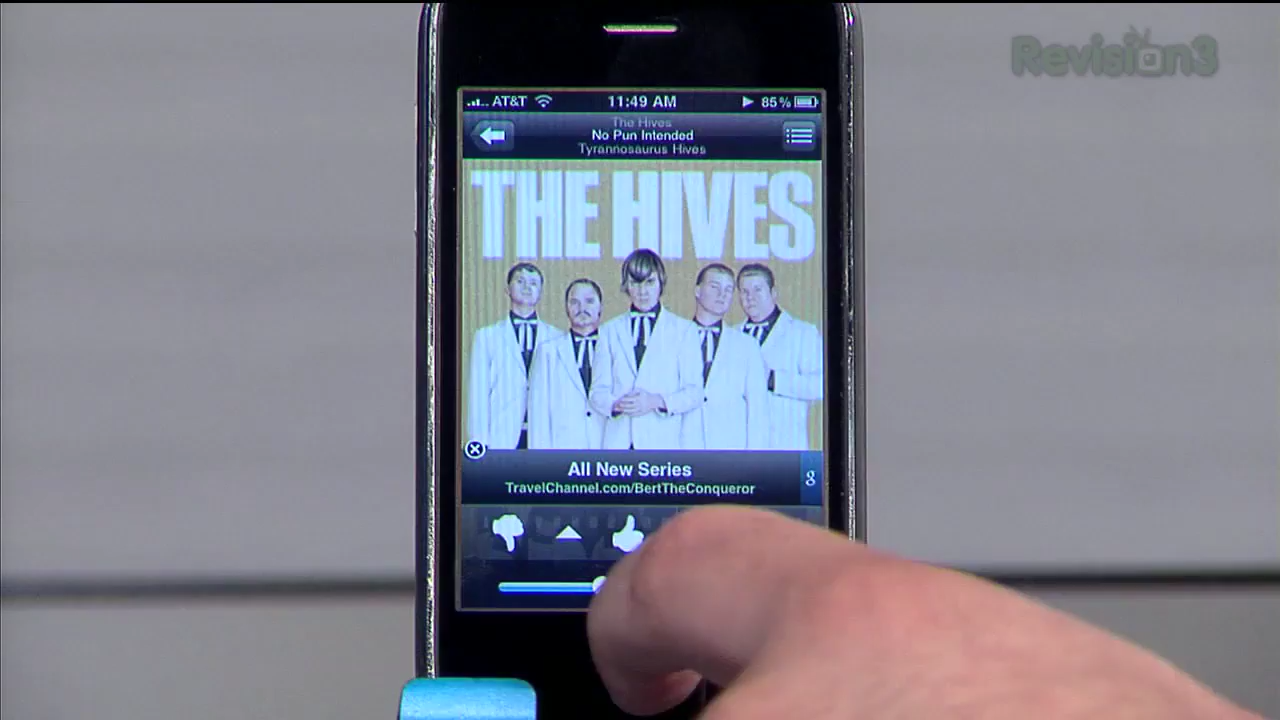 Revision3
AT&T 11:49 AM 85%
The Hives
No Pun Intended
Tyrannosaurus Hives
THE HIVES
All New Series
TravelChannel.com/BertTheConqueror
g